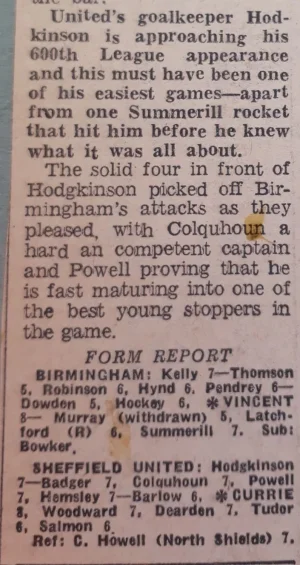 the bar.
United's goalkeeper Hod-
kinson is approaching his
600th League appearance
and this must have been one
of his easiest games—apart
from one Summerill rocket
that hit him before he knew
what it was all about.
The solid four in front of
Hodgkinson picked off Bir-
mingham's attacks as they
pleased, with Colquhoun a
hard an competent captain
and Powell proving that he
is fast maturing into one of
the best young stoppers in
the game.
FORM REPORT
BIRMINGHAM: Kelly 7—Thomson
5, Robinson 6, Hynd 6, Pendrey 6—
Dowden 5, Hockey 6, *VINCENT
8— Murray (withdrawn) 5, Latch-
ford (R) 6, Summerill 7. Sub:
Bowker.
SHEFFIELD UNITED: Hodgkinson
7—Badger 7, Colquhoun 7, Powell
7, Hemsley 7—Barlow 6, *CURRIE
8, Woodward 7, Dearden 7, Tudor
6, Salmon 6.
Ref: C. Howell (North Shields) 7.